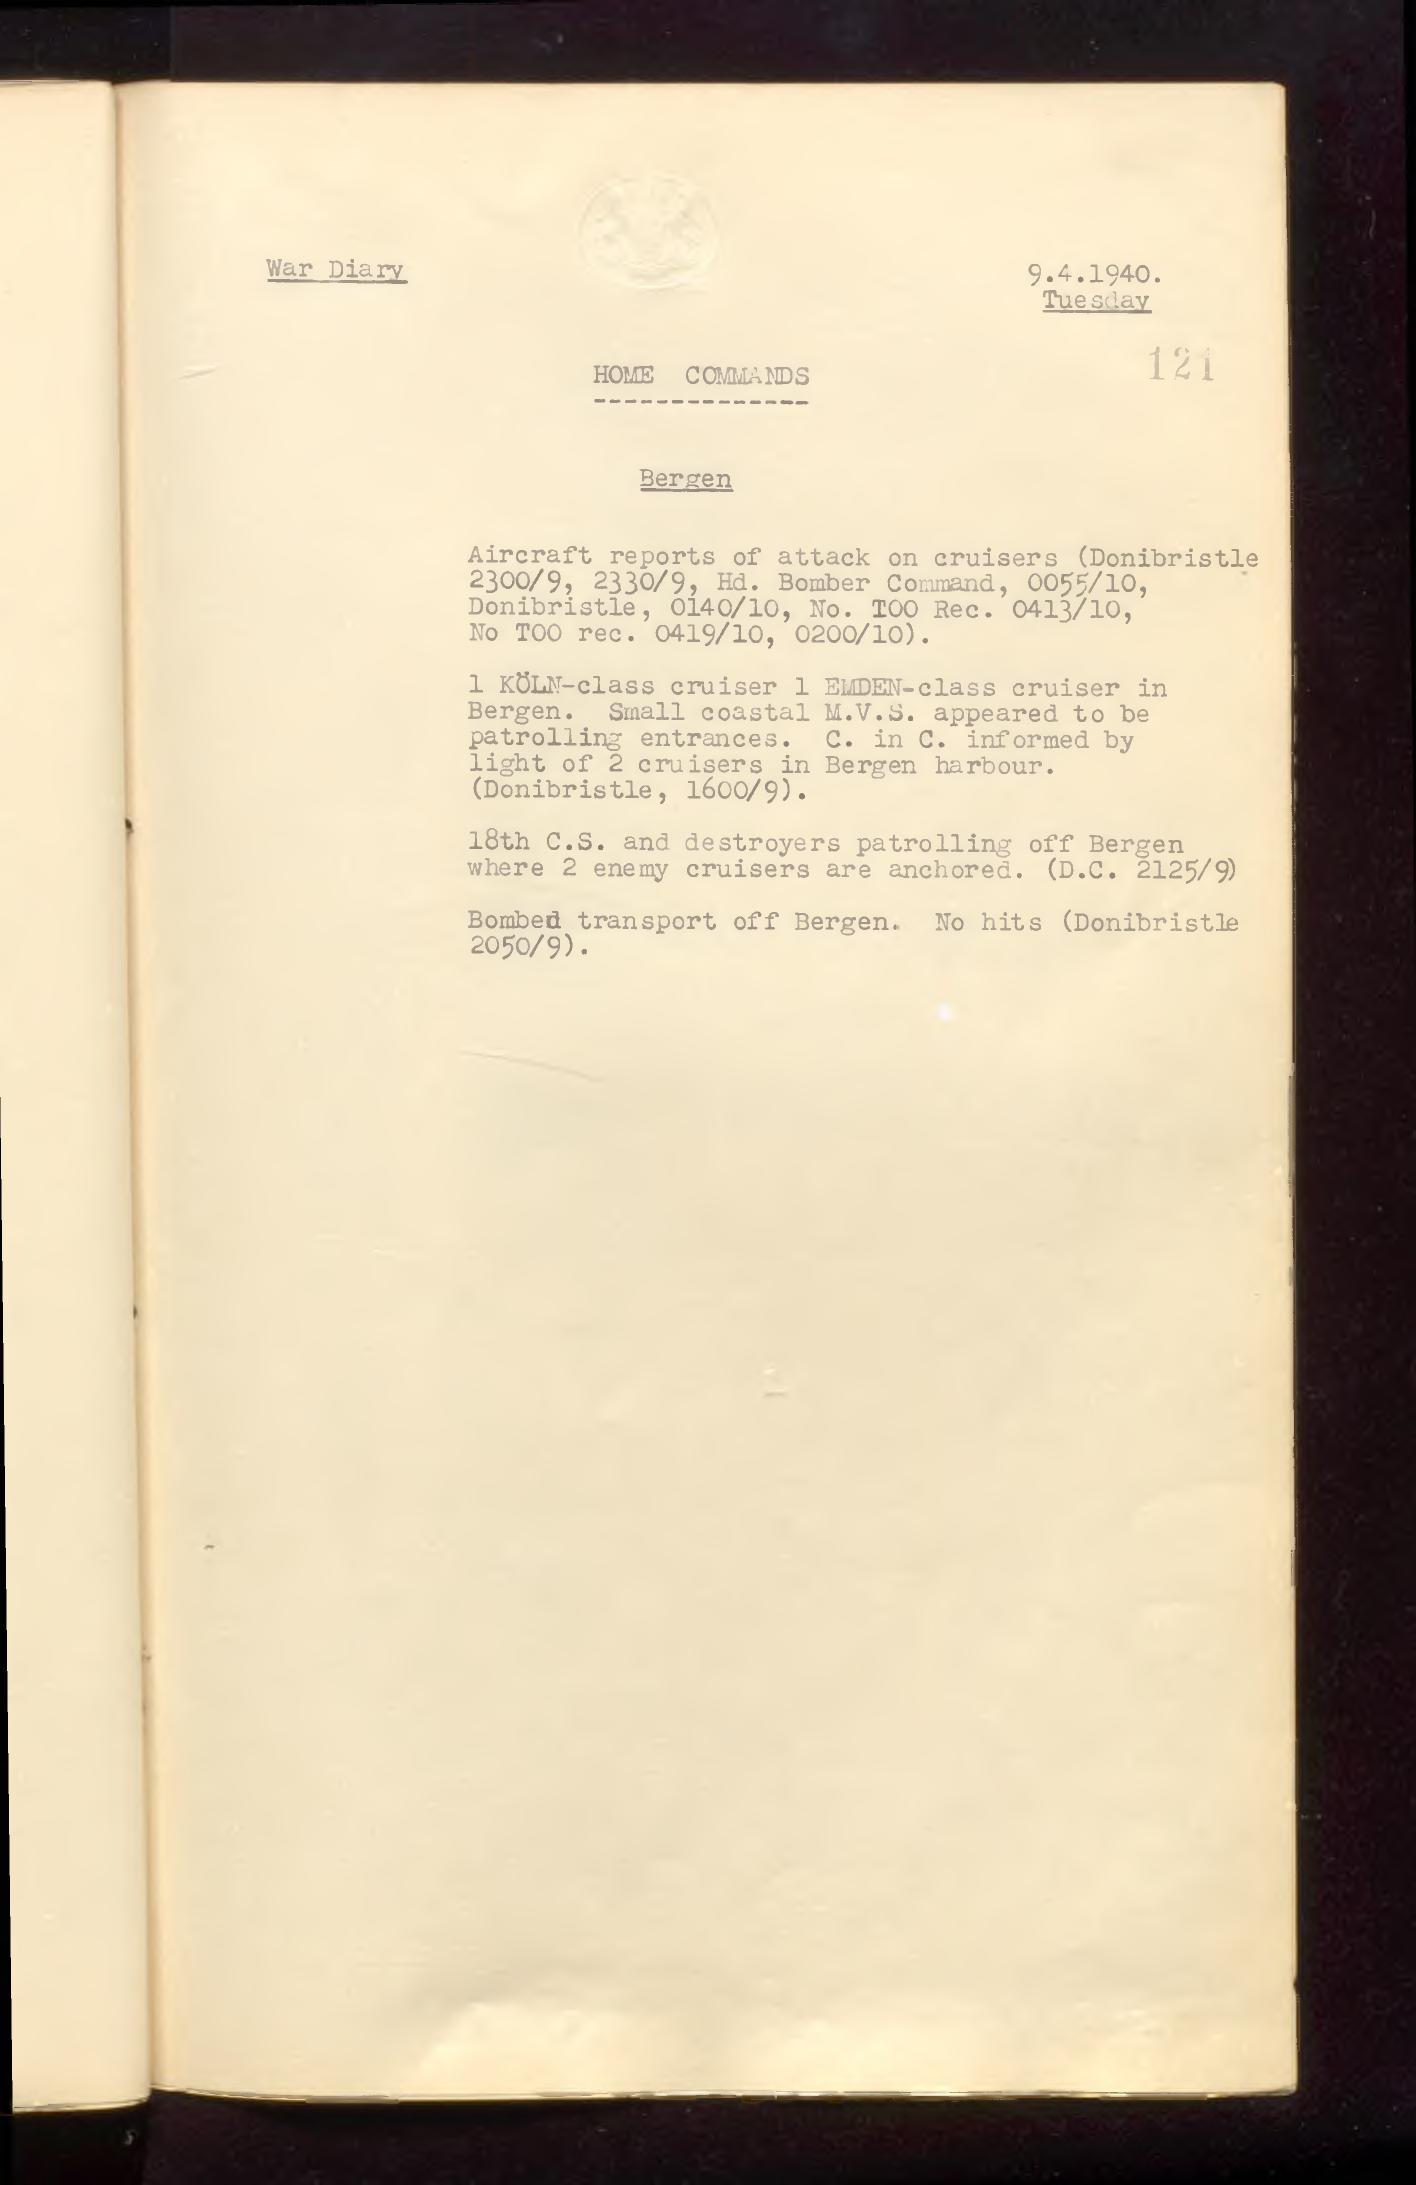 War Diary
9.4.1940.
Tuesday
121
HOME COMMANDS
--------------
Bergen
Aircraft reports of attack on cruisers (Donibristle
2300/9, 2330/9, Hd. Bomber Command, 0055/10,
Donibristle, 0140/10, No. TOO Rec. 0413/10,
No TOO rec. 0419/10, 0200/10).
1 KÖLN-class cruiser 1 EMDEN-class cruiser in
Bergen. Small coastal M.V.S. appeared to be
patrolling entrances. C. in C. informed by
light of 2 cruisers in Bergen harbour.
(Donibristle, 1600/9).
18th C.S. and destroyers patrolling off Bergen
where 2 enemy cruisers are anchored. (D.C. 2125/9)
Bombed transport off Bergen. No hits (Donibristle
2050/9).